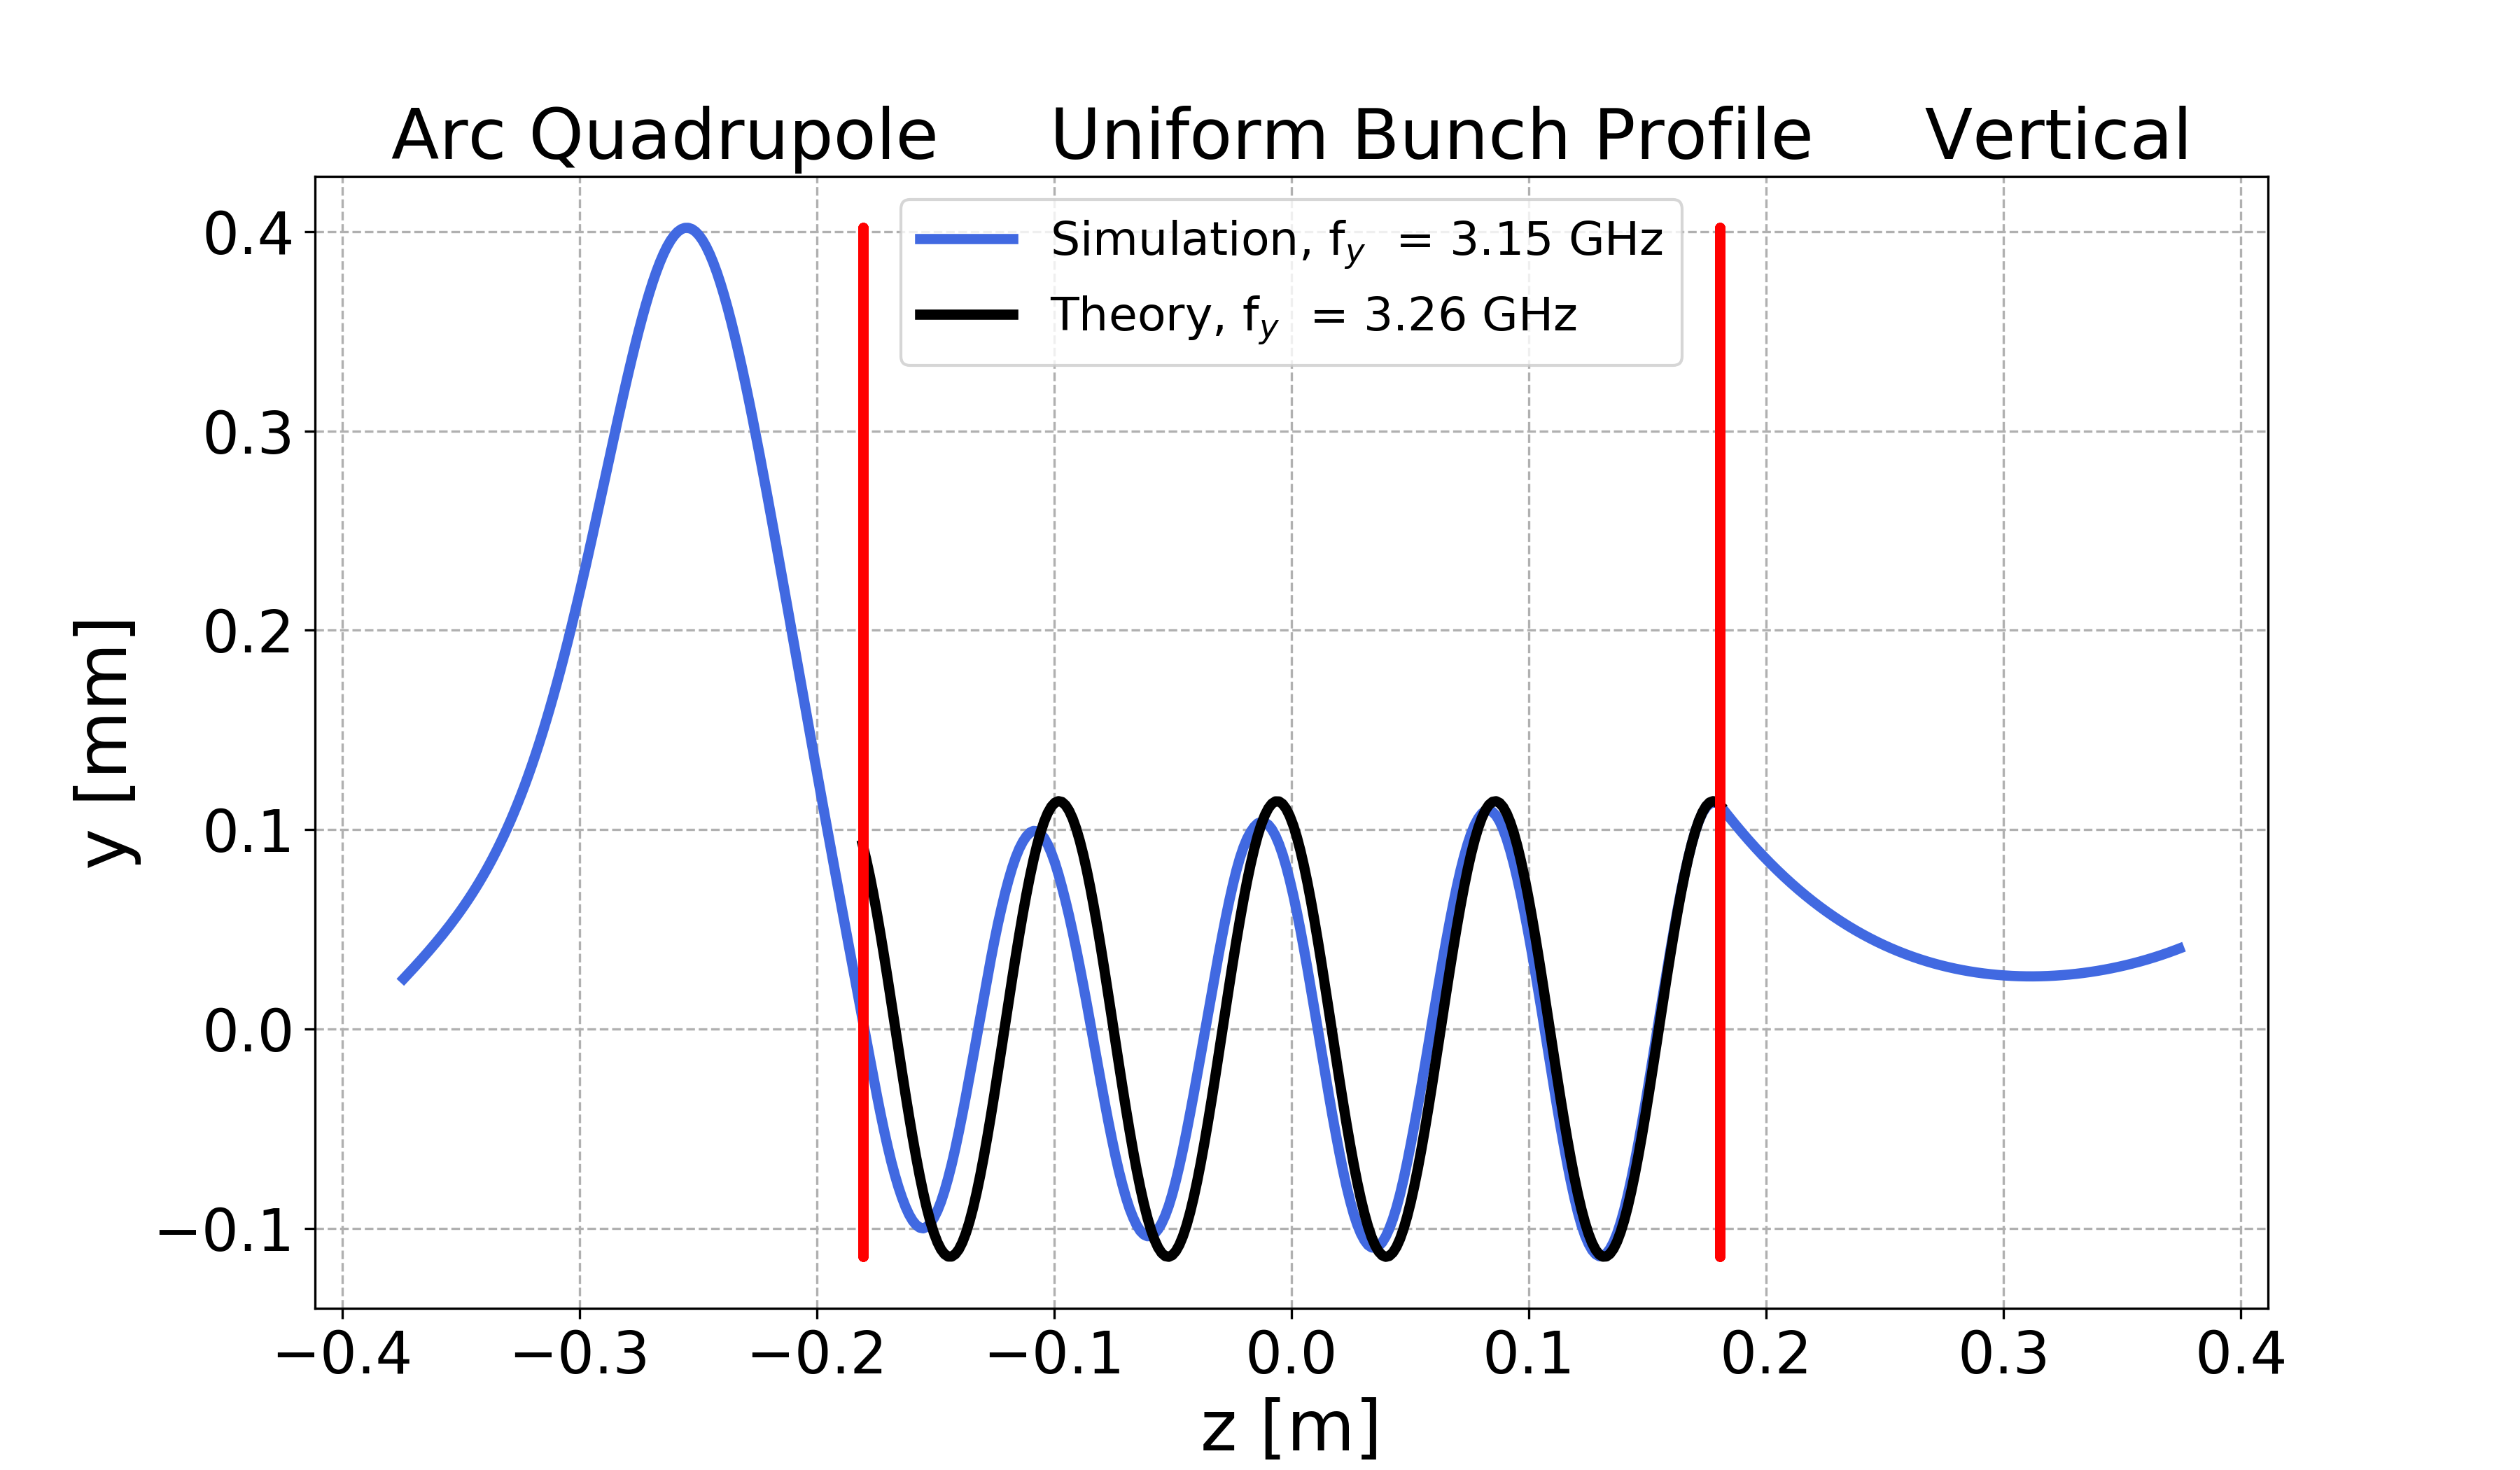 Arc Quadrupole Uniform Bunch Profile Vertical
Simulation, fy = 3.15 GHz
Theory, fy = 3.26 GHz
y [mm]
0.4
0.3
0.2
0.1
0.0
−0.1
−0.4 −0.3 −0.2 −0.1 0.0 0.1 0.2 0.3 0.4
z [m]